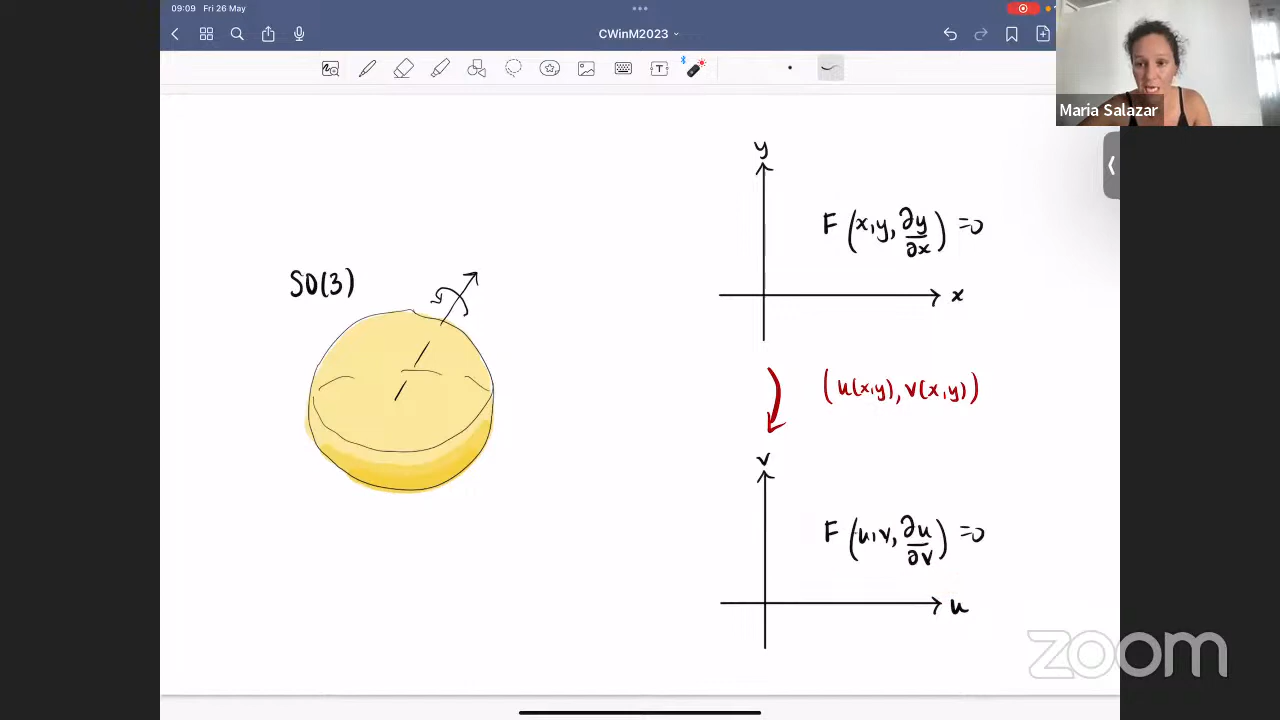 09:09 Fri 26 May
CWinM2023
Maria Salazar
T
SO(3)
y
F(x,y, ∂y/∂x) =0
x
(u(x,y), v(x,y))
v
F(u,v, ∂u/∂v) =0
u
zoom